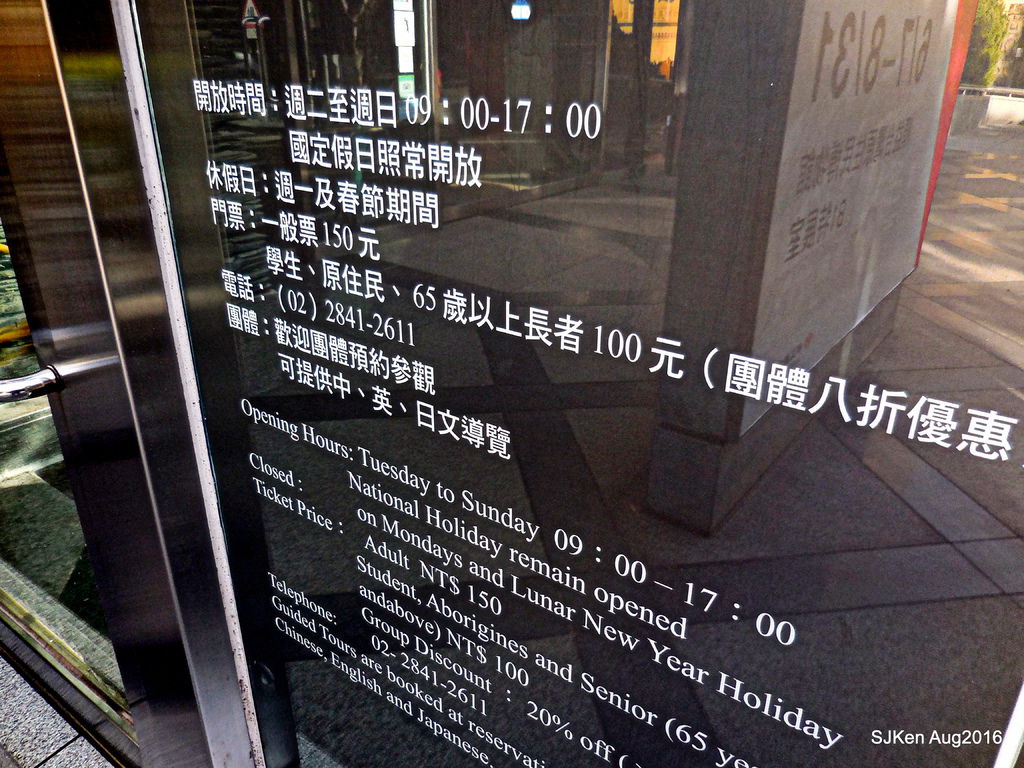 開放時間：週二至週日 09：00-17：00
國定假日照常開放
休假日：週一及春節期間
門票：一般票 150 元
學生、原住民、65 歲以上長者 100 元（團體八折優惠
電話：（02）2841-2611
團體：歡迎團體預約參觀
可提供中、英、日文導覽
Opening Hours: Tuesday to Sunday 09：00 – 17：00
National Holiday remain opened
Closed : on Mondays and Lunar New Year Holiday
Ticket Price : Adult NT$ 150
Student, Aborigines and Senior (65
andabove) NT$ 100
Group Discount : 20% off (
Telephone: 02- 2841-2611
Guided Tours are booked at
Chinese, English and Japanese.
6/7-8/31
SJKen Aug2016